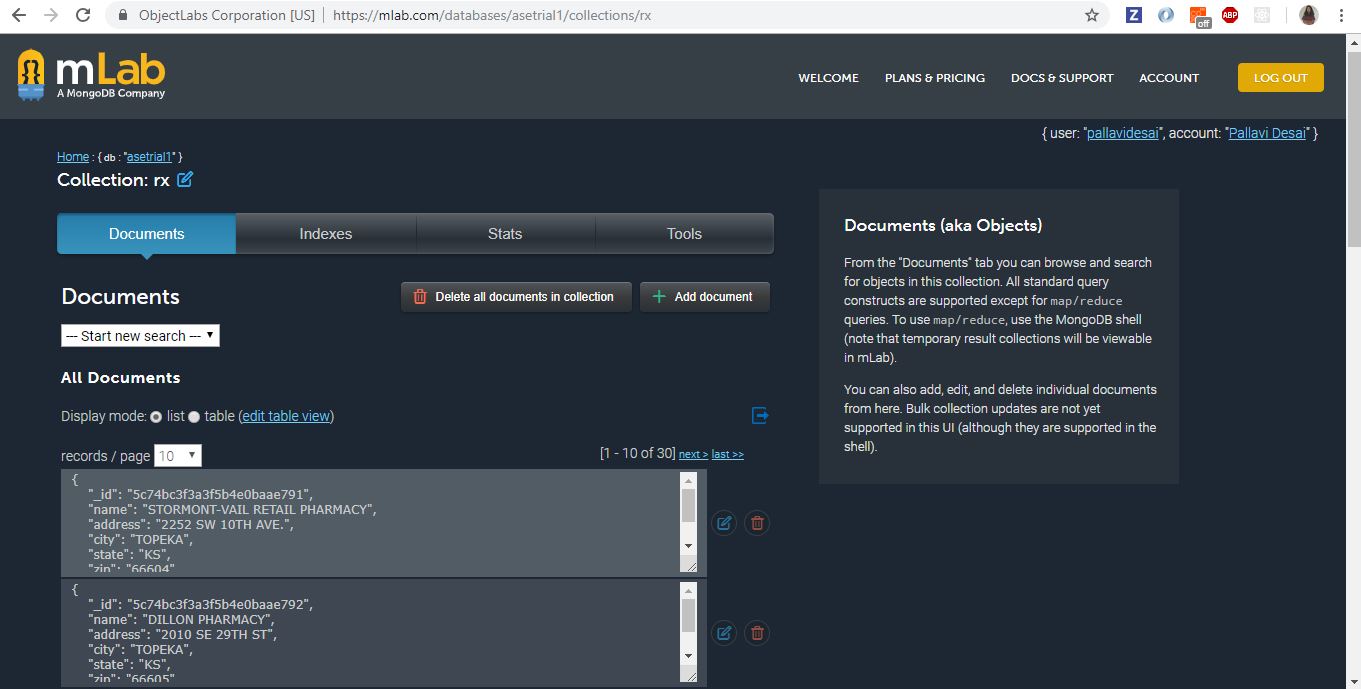 ObjectLabs Corporation [US] | https://mlab.com/databases/asetrial1/collections/rx
Z
off
ABP
mLab
A MongoDB Company
WELCOME
PLANS & PRICING
DOCS & SUPPORT
ACCOUNT
LOG OUT
{ user: "pallavidesai", account: "Pallavi Desai" }
Home : { db : "asetrial1" }
Collection: rx
Documents
Indexes
Stats
Tools
Documents
Delete all documents in collection
Add document
--- Start new search ---
All Documents
Display mode: list table (edit table view)
records / page 10
[1 - 10 of 30] next > last >>
{
"_id": "5c74bc3f3a3f5b4e0baae791",
"name": "STORMONT-VAIL RETAIL PHARMACY",
"address": "2252 SW 10TH AVE.",
"city": "TOPEKA",
"state": "KS",
"zip": "66604"
{
"_id": "5c74bc3f3a3f5b4e0baae792",
"name": "DILLON PHARMACY",
"address": "2010 SE 29TH ST",
"city": "TOPEKA",
"state": "KS",
"zip": "66605"
Documents (aka Objects)
From the "Documents" tab you can browse and search
for objects in this collection. All standard query
constructs are supported except for map/reduce
queries. To use map/reduce, use the MongoDB shell
(note that temporary result collections will be viewable
in mLab).
You can also add, edit, and delete individual documents
from here. Bulk collection updates are not yet
supported in this UI (although they are supported in the
shell).